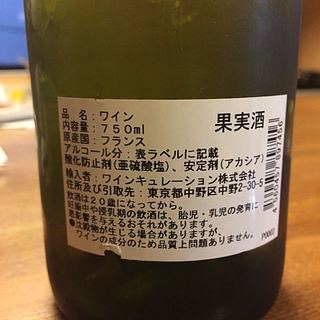 品名:ワイン
果実酒
内容量:750ml
原産国:フランス
アルコール分:表ラベルに記載
酸化防止剤(亜硫酸塩)、安定剤(アカシア)
輸入者:ワインキュレーション株式会社
住所及び引取先:東京都中野区中野2-30-5
飲酒は20歳になってから。
妊娠中や授乳期の飲酒は、胎児・乳児の発育に
悪影響を与えるおそれがあります。
●沈殿物が生じる場合がありますが、
ワインの成分のため品質上問題ありません。
P0002